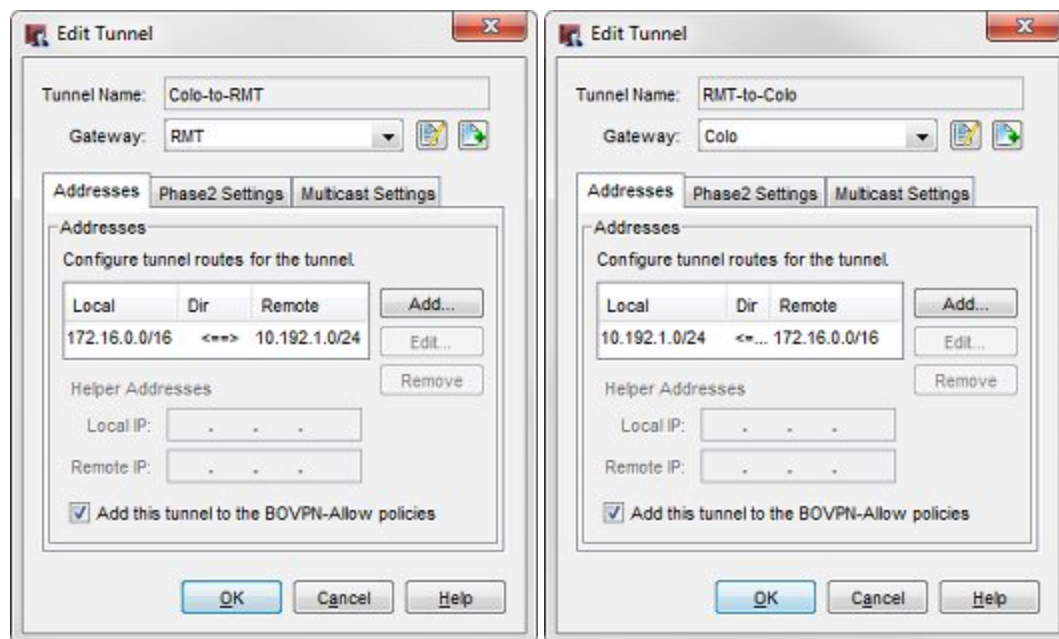 Edit Tunnel
Tunnel Name: Colo-to-RMT
Gateway: RMT
Addresses Phase2 Settings Multicast Settings
Addresses
Configure tunnel routes for the tunnel.
Local Dir Remote
172.16.0.0/16 <==> 10.192.1.0/24
Add...
Edit...
Remove
Helper Addresses
Local IP: . . .
Remote IP: . . .
Add this tunnel to the BOVPN-Allow policies
OK Cancel Help
Edit Tunnel
Tunnel Name: RMT-to-Colo
Gateway: Colo
Addresses Phase2 Settings Multicast Settings
Addresses
Configure tunnel routes for the tunnel.
Local Dir Remote
10.192.1.0/24 <=... 172.16.0.0/16
Add...
Edit...
Remove
Helper Addresses
Local IP: . . .
Remote IP: . . .
Add this tunnel to the BOVPN-Allow policies
OK Cancel Help